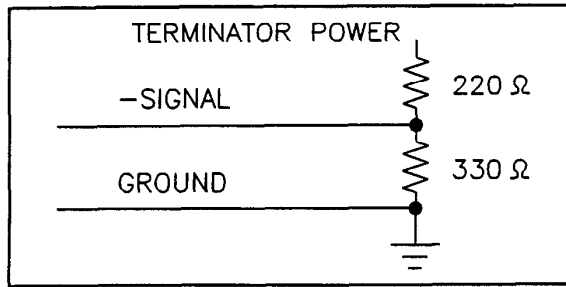 TERMINATOR POWER
220 Ω
-SIGNAL
330 Ω
GROUND